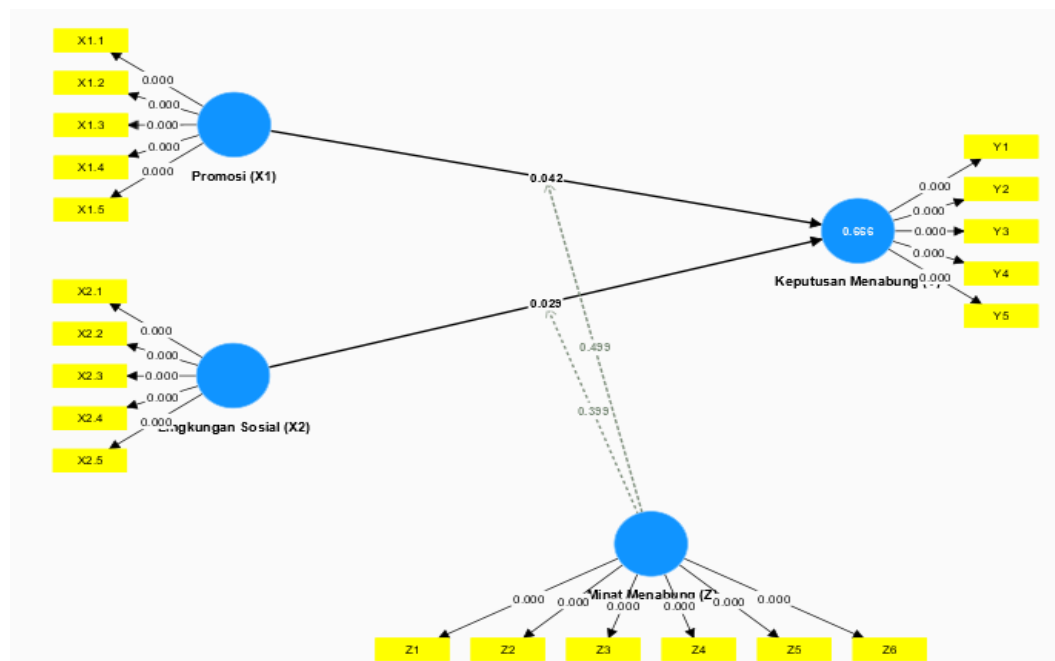 X1.1
0.000
X1.2
0.000
X1.3
0.000
X1.4
0.000
X1.5
0.000
Promosi (X1)
0.042
Y1
0.000
Y2
0.000
Y3
0.000
Y4
0.000
Y5
0.000
0.666
Keputusan Menabung
X2.1
0.000
X2.2
0.000
X2.3
0.000
X2.4
0.000
X2.5
0.000
Sosial (X2)
0.029
0.499
0.399
Minat Menabung (Z)
0.000
0.000
0.000
0.000
0.000
0.000
Z1
Z2
Z3
Z4
Z5
Z6